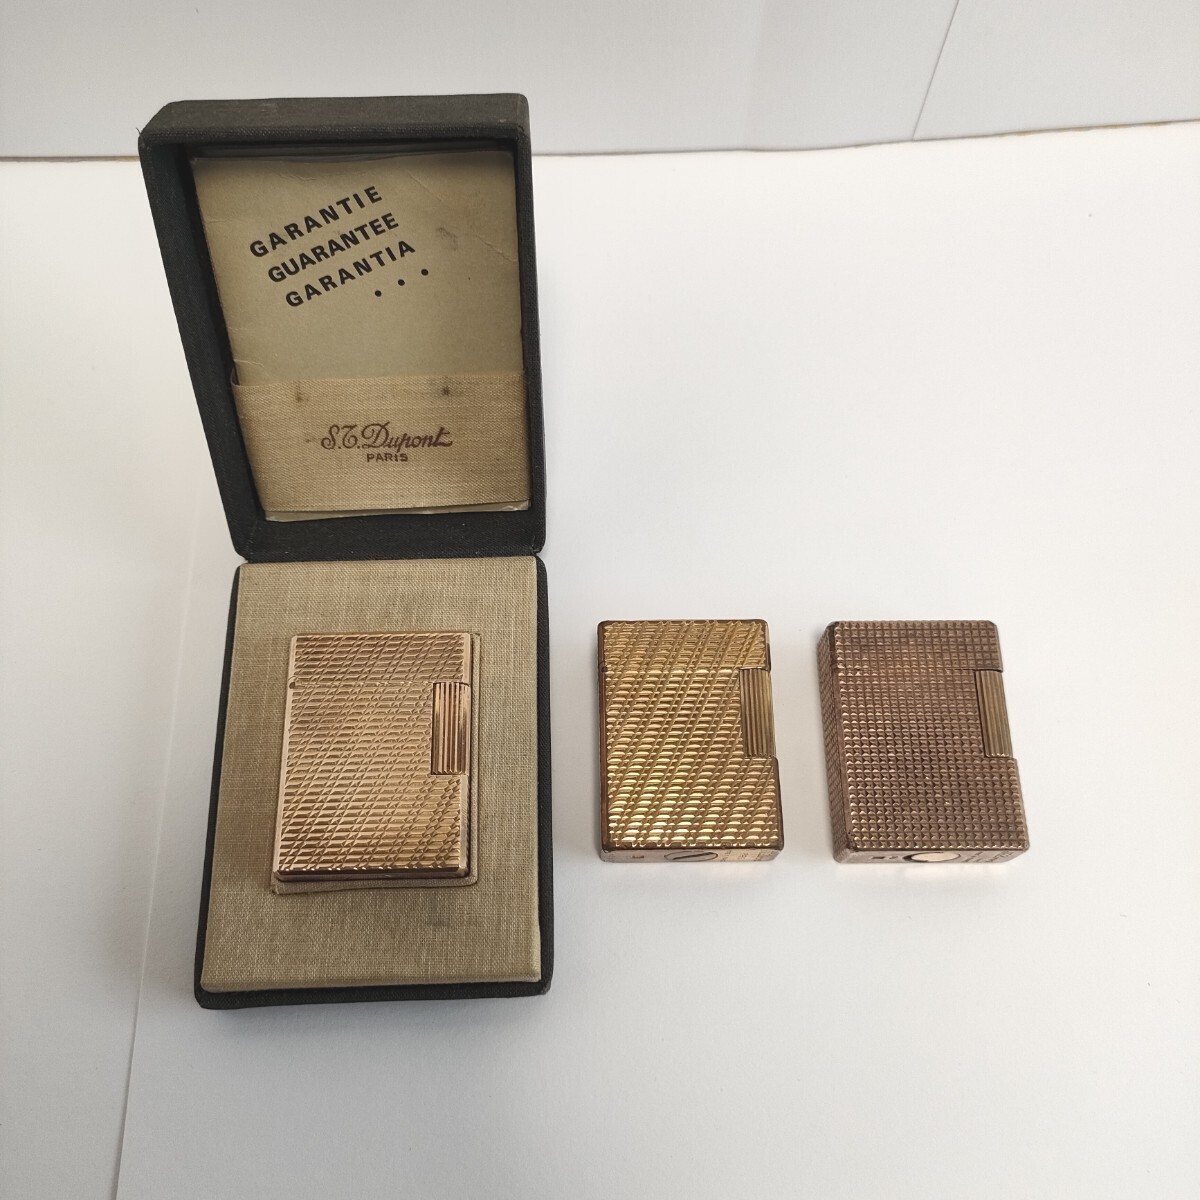 GARANTIE
GUARANTEE
GARANTIA
. . .
S.T. Dupont
PARIS